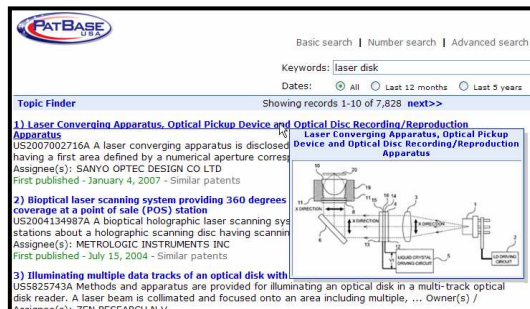 PATBASE
USA
Basic search | Number search | Advanced search
Keywords: laser disk
Dates: All Last 12 months Last 5 years
Topic Finder Showing records 1-10 of 7,828 next>>
1) Laser Converging Apparatus, Optical Pickup Device and Optical Disc Recording/Reproduction
Apparatus
US2007002716A A laser converging apparatus is disclosed
having a first area defined by a numerical aperture corresp
Assignee(s): SANYO OPTEC DESIGN CO LTD
First published - January 4, 2007 - Similar patents
Laser Converging Apparatus, Optical Pickup
Device and Optical Disc Recording/Reproduction
Apparatus
X DIRECTION
X DIRECTION
X DIRECTION
LIQUID CRYSTAL
DRIVING CIRCUIT
LD DRIVING
CIRCUIT
2) Bioptical laser scanning system providing 360 degrees
coverage at a point of sale (POS) station
US2004134987A A bioptical holographic laser scanning sys
stations about a holographic scanning disc having scannin
Assignee(s): METROLOGIC INSTRUMENTS INC
First published - July 15, 2004 - Similar patents
3) Illuminating multiple data tracks of an optical disk with
US5825743A Methods and apparatus are provided for illuminating an optical disk in a multi-track optical
disk reader. A laser beam is collimated and focused onto an area including multiple, ... Owner(s) /
Assignee(s): ZEN RESEARCH N V